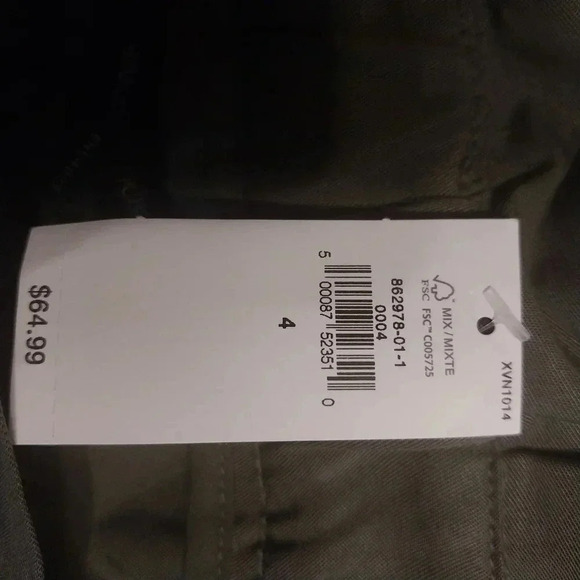 XVN1014
MIX / MIXTE
FSC FSC™ C005725
862978-01-1
0004
5 00087 52351 0
4
$64.99